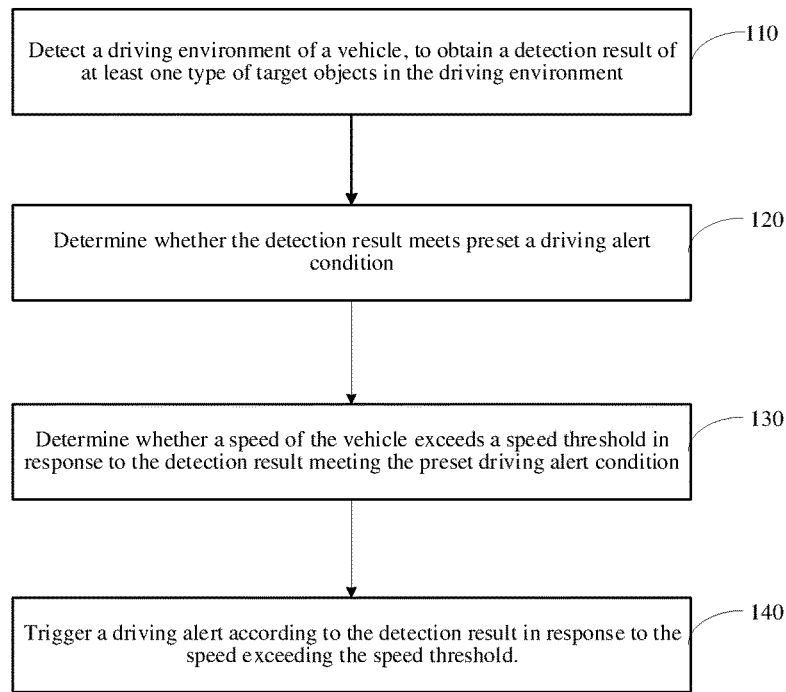 Detect a driving environment of a vehicle, to obtain a detection result of
at least one type of target objects in the driving environment
110
Determine whether the detection result meets preset a driving alert
condition
120
Determine whether a speed of the vehicle exceeds a speed threshold in
response to the detection result meeting the preset driving alert condition
130
Trigger a driving alert according to the detection result in response to the
speed exceeding the speed threshold.
140